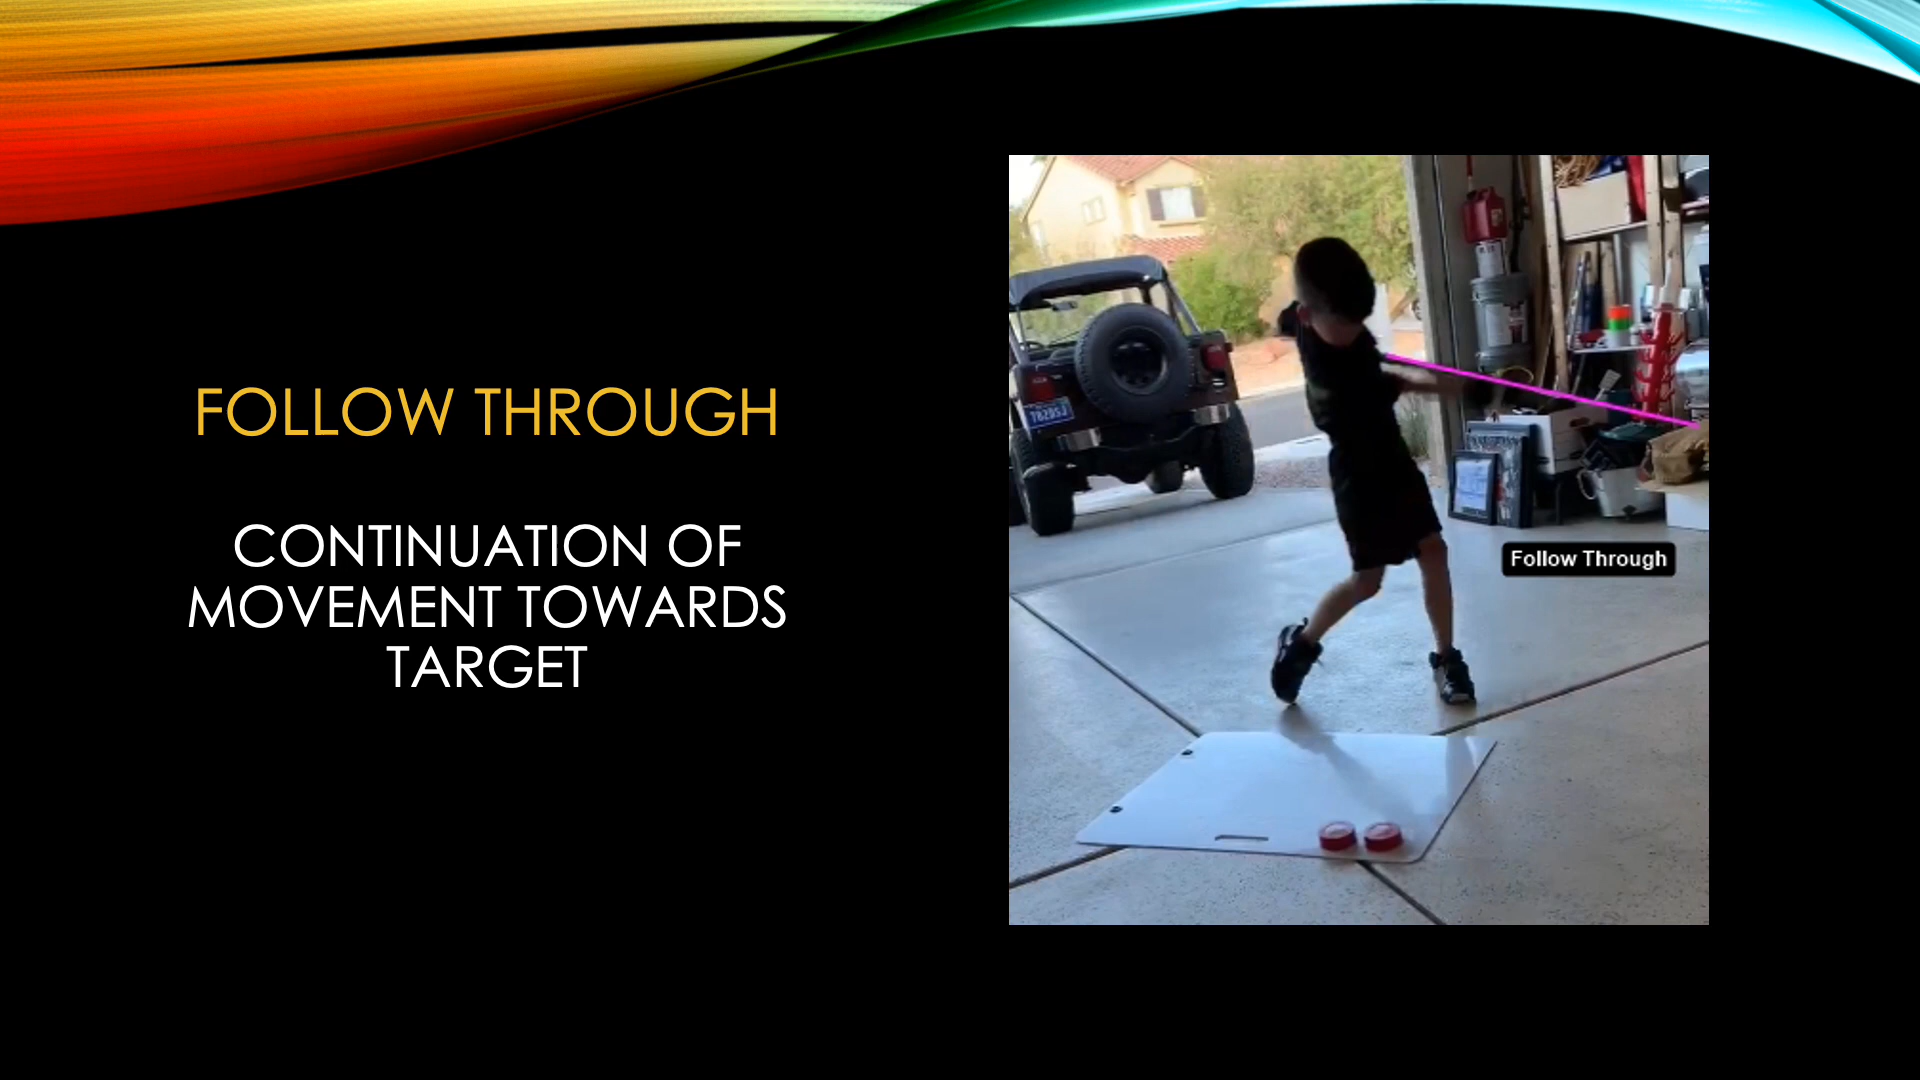 FOLLOW THROUGH
CONTINUATION OF
MOVEMENT TOWARDS
TARGET
Follow Through